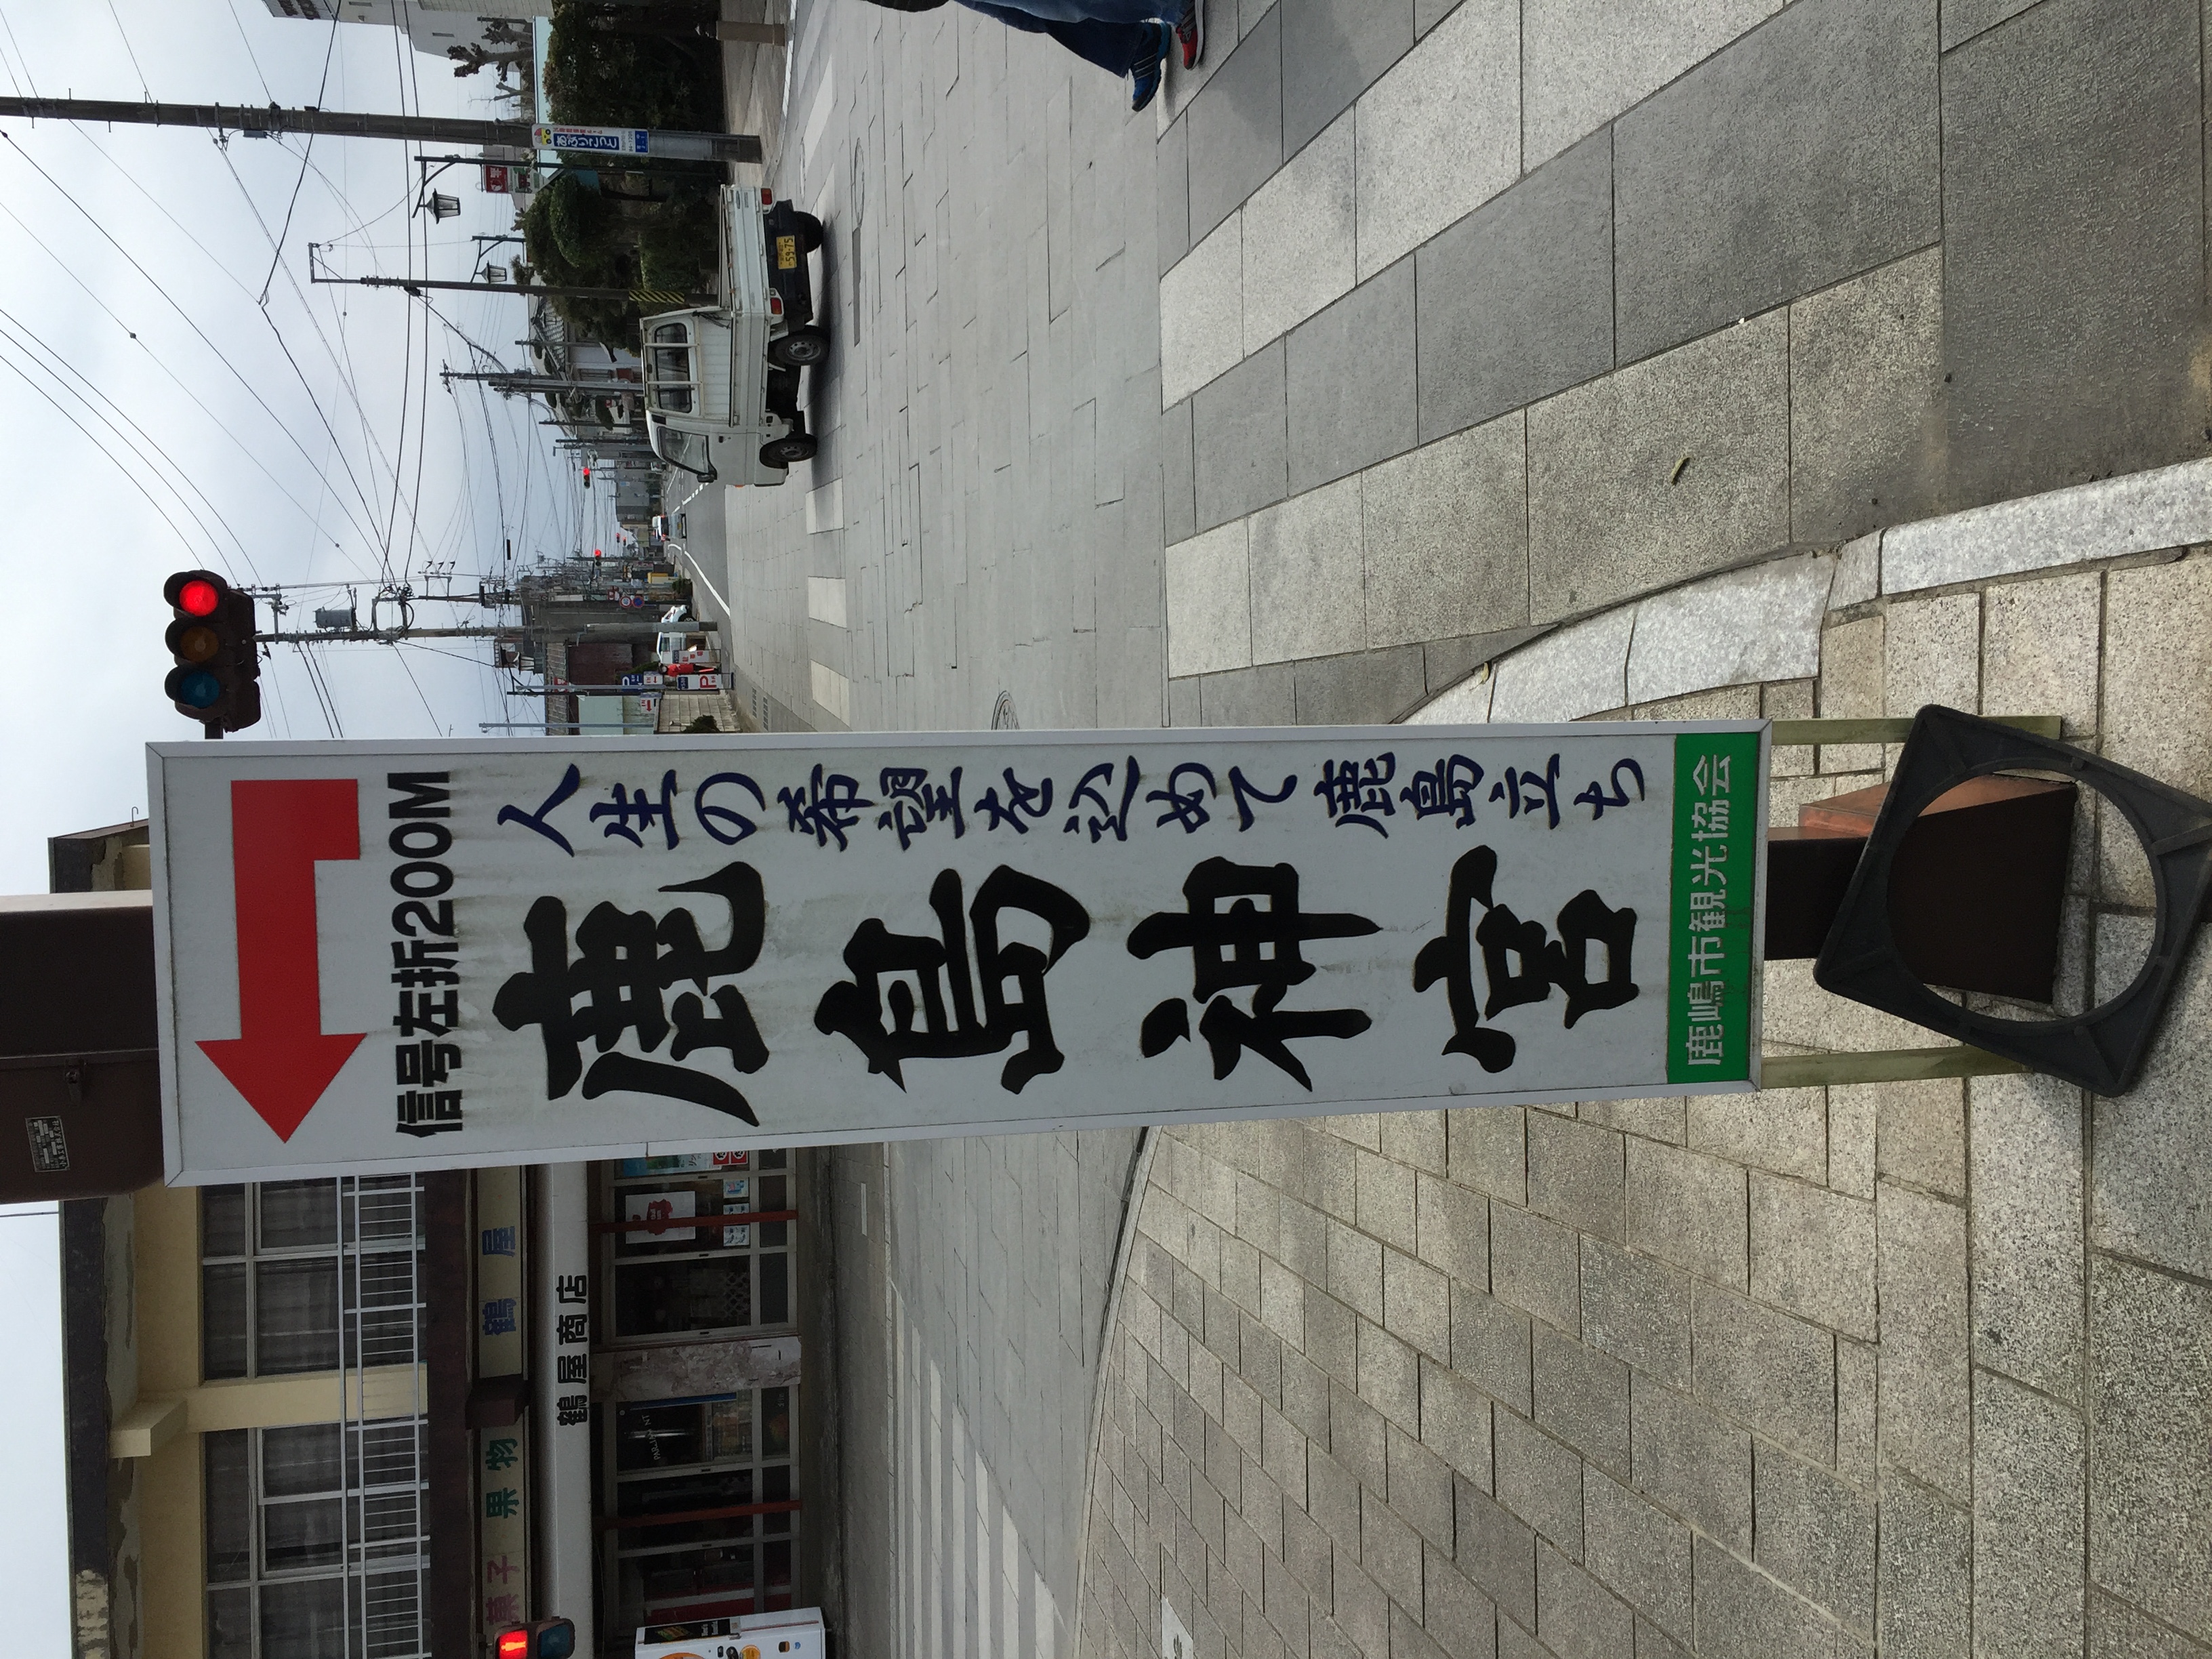 信号左折200M
人生の希望を込めて鹿島立ち
鹿島神宮
鹿嶋市観光協会
菓子 果物 鶴屋
鶴屋商店
59-75
P